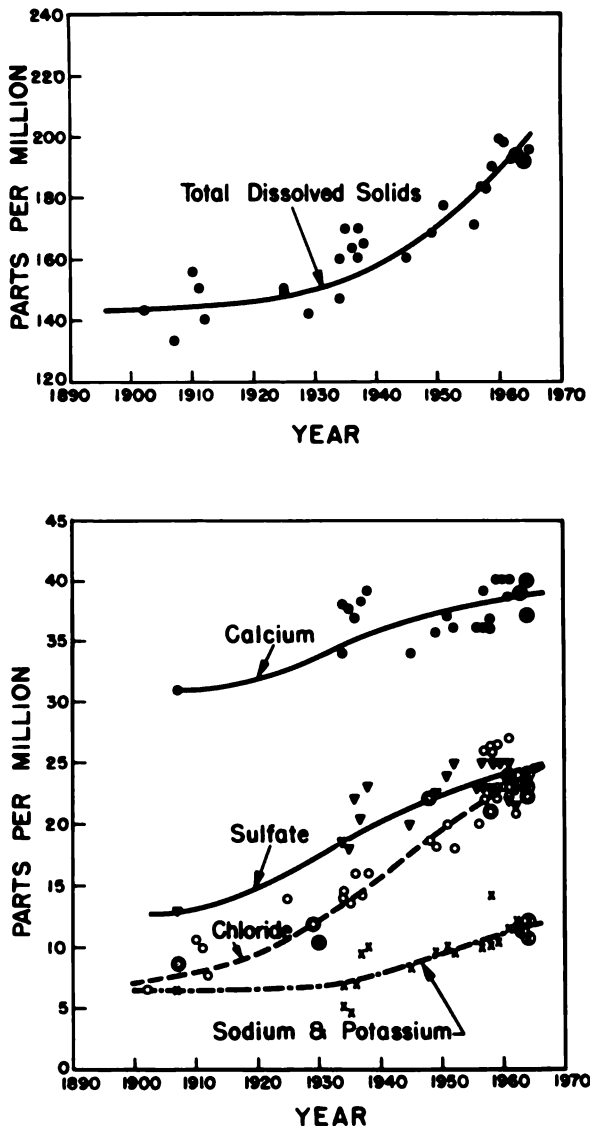 240
220
200
180
160
140
120
PARTS PER MILLION
Total Dissolved Solids
1890 1900 1910 1920 1930 1940 1950 1960 1970
YEAR
45
40
35
30
25
20
15
10
5
0
PARTS PER MILLION
Calcium
Sulfate
Chloride
Sodium & Potassium
1890 1900 1910 1920 1930 1940 1950 1960 1970
YEAR